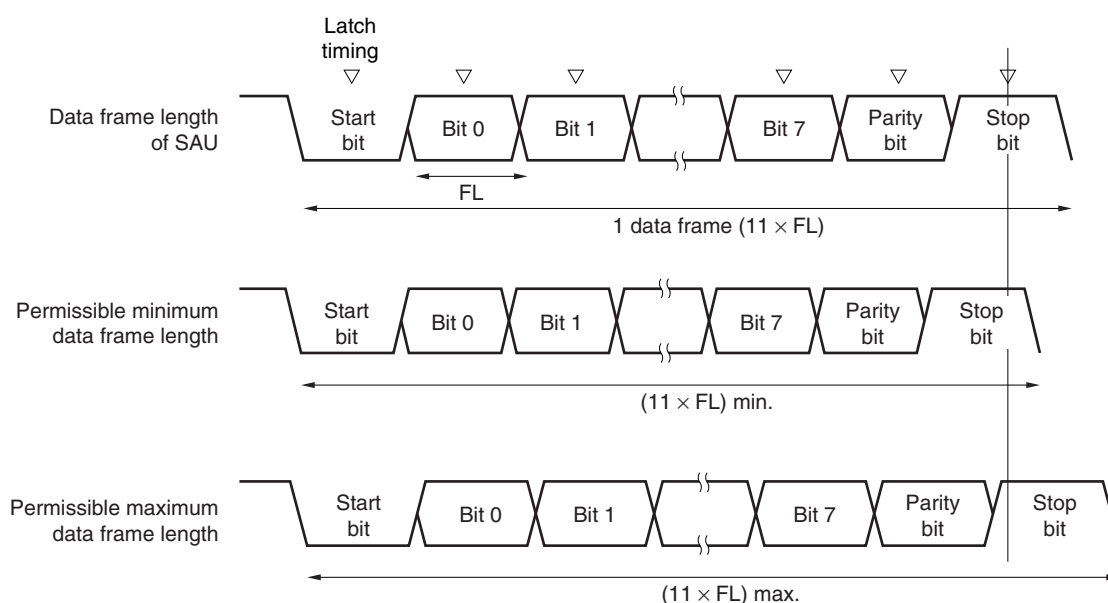 Latch
timing
Data frame length
of SAU
Start
bit
Bit 0
Bit 1
Bit 7
Parity
bit
Stop
bit
FL
1 data frame (11 × FL)
Permissible minimum
data frame length
Start
bit
Bit 0
Bit 1
Bit 7
Parity
bit
Stop
bit
(11 × FL) min.
Permissible maximum
data frame length
Start
bit
Bit 0
Bit 1
Bit 7
Parity
bit
Stop
bit
(11 × FL) max.